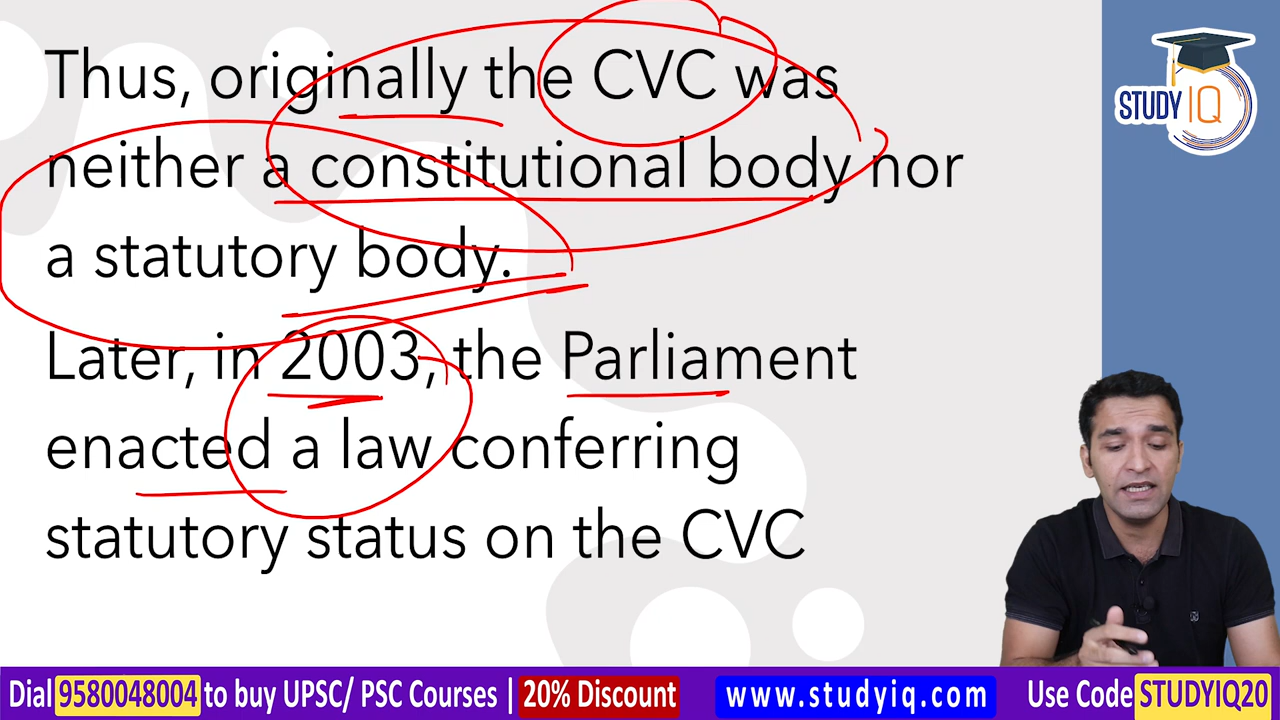 Thus, originally the CVC was
neither a constitutional body nor
a statutory body.
Later, in 2003, the Parliament
enacted a law conferring
statutory status on the CVC
STUDY IQ
Dial 9580048004 to buy UPSC/ PSC Courses | 20% Discount www.studyiq.com Use Code STUDYIQ20